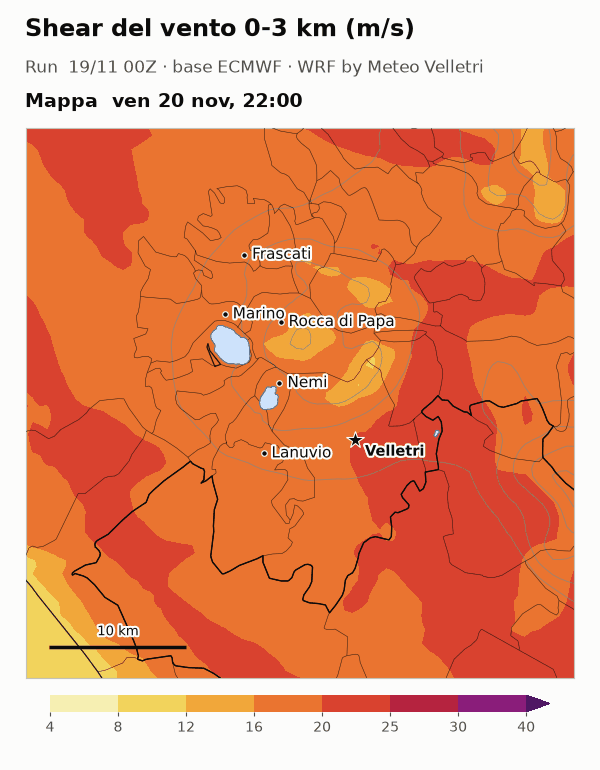 Shear del vento 0-3 km (m/s)
Run  19/11 00Z · base ECMWF · WRF by Meteo Velletri
Mappa  ven 20 nov, 22:00
Frascati
Marino
Rocca di Papa
Nemi
Velletri
Lanuvio
10 km
4 8 12 16 20 25 30 40